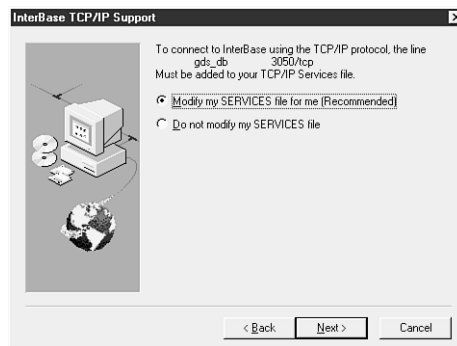 InterBase TCP/IP Support
To connect to InterBase using the TCP/IP protocol, the line
gds_db 3050/tcp
Must be added to your TCP/IP Services file.
Modify my SERVICES file for me (Recommended)
Do not modify my SERVICES file
< Back Next > Cancel